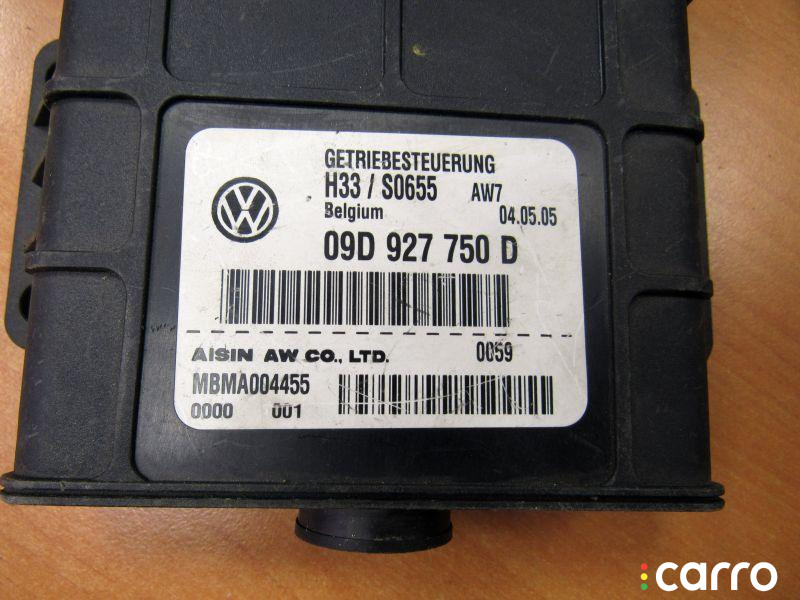 GETRIEBESTEUERUNG
H33 / S0655 AW7
Belgium 04.05.05
09D 927 750 D
AISIN AW CO., LTD. 0059
MBMA004455
0000 001
carro